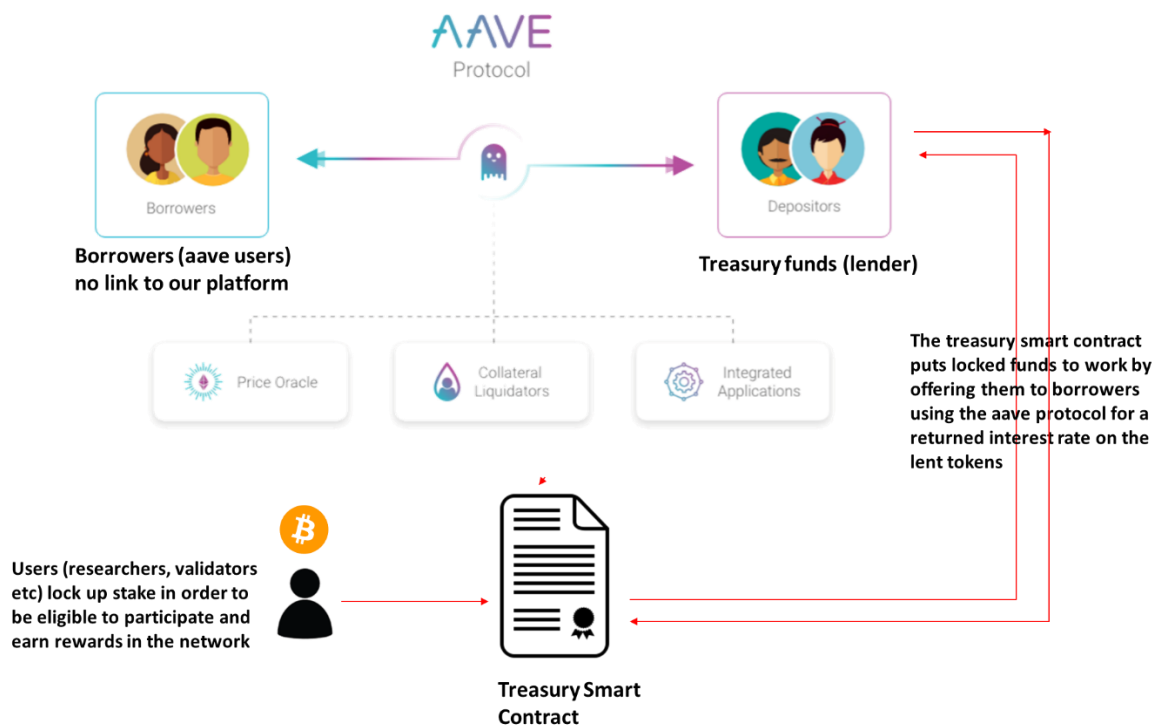 AAVE
Protocol
Borrowers
Depositors
Borrowers (aave users)
no link to our platform
Treasury funds (lender)
Price Oracle
Collateral
Liquidators
Integrated
Applications
The treasury smart contract
puts locked funds to work by
offering them to borrowers
using the aave protocol for a
returned interest rate on the
lent tokens
Users (researchers, validators
etc) lock up stake in order to
be eligible to participate and
earn rewards in the network
Treasury Smart
Contract